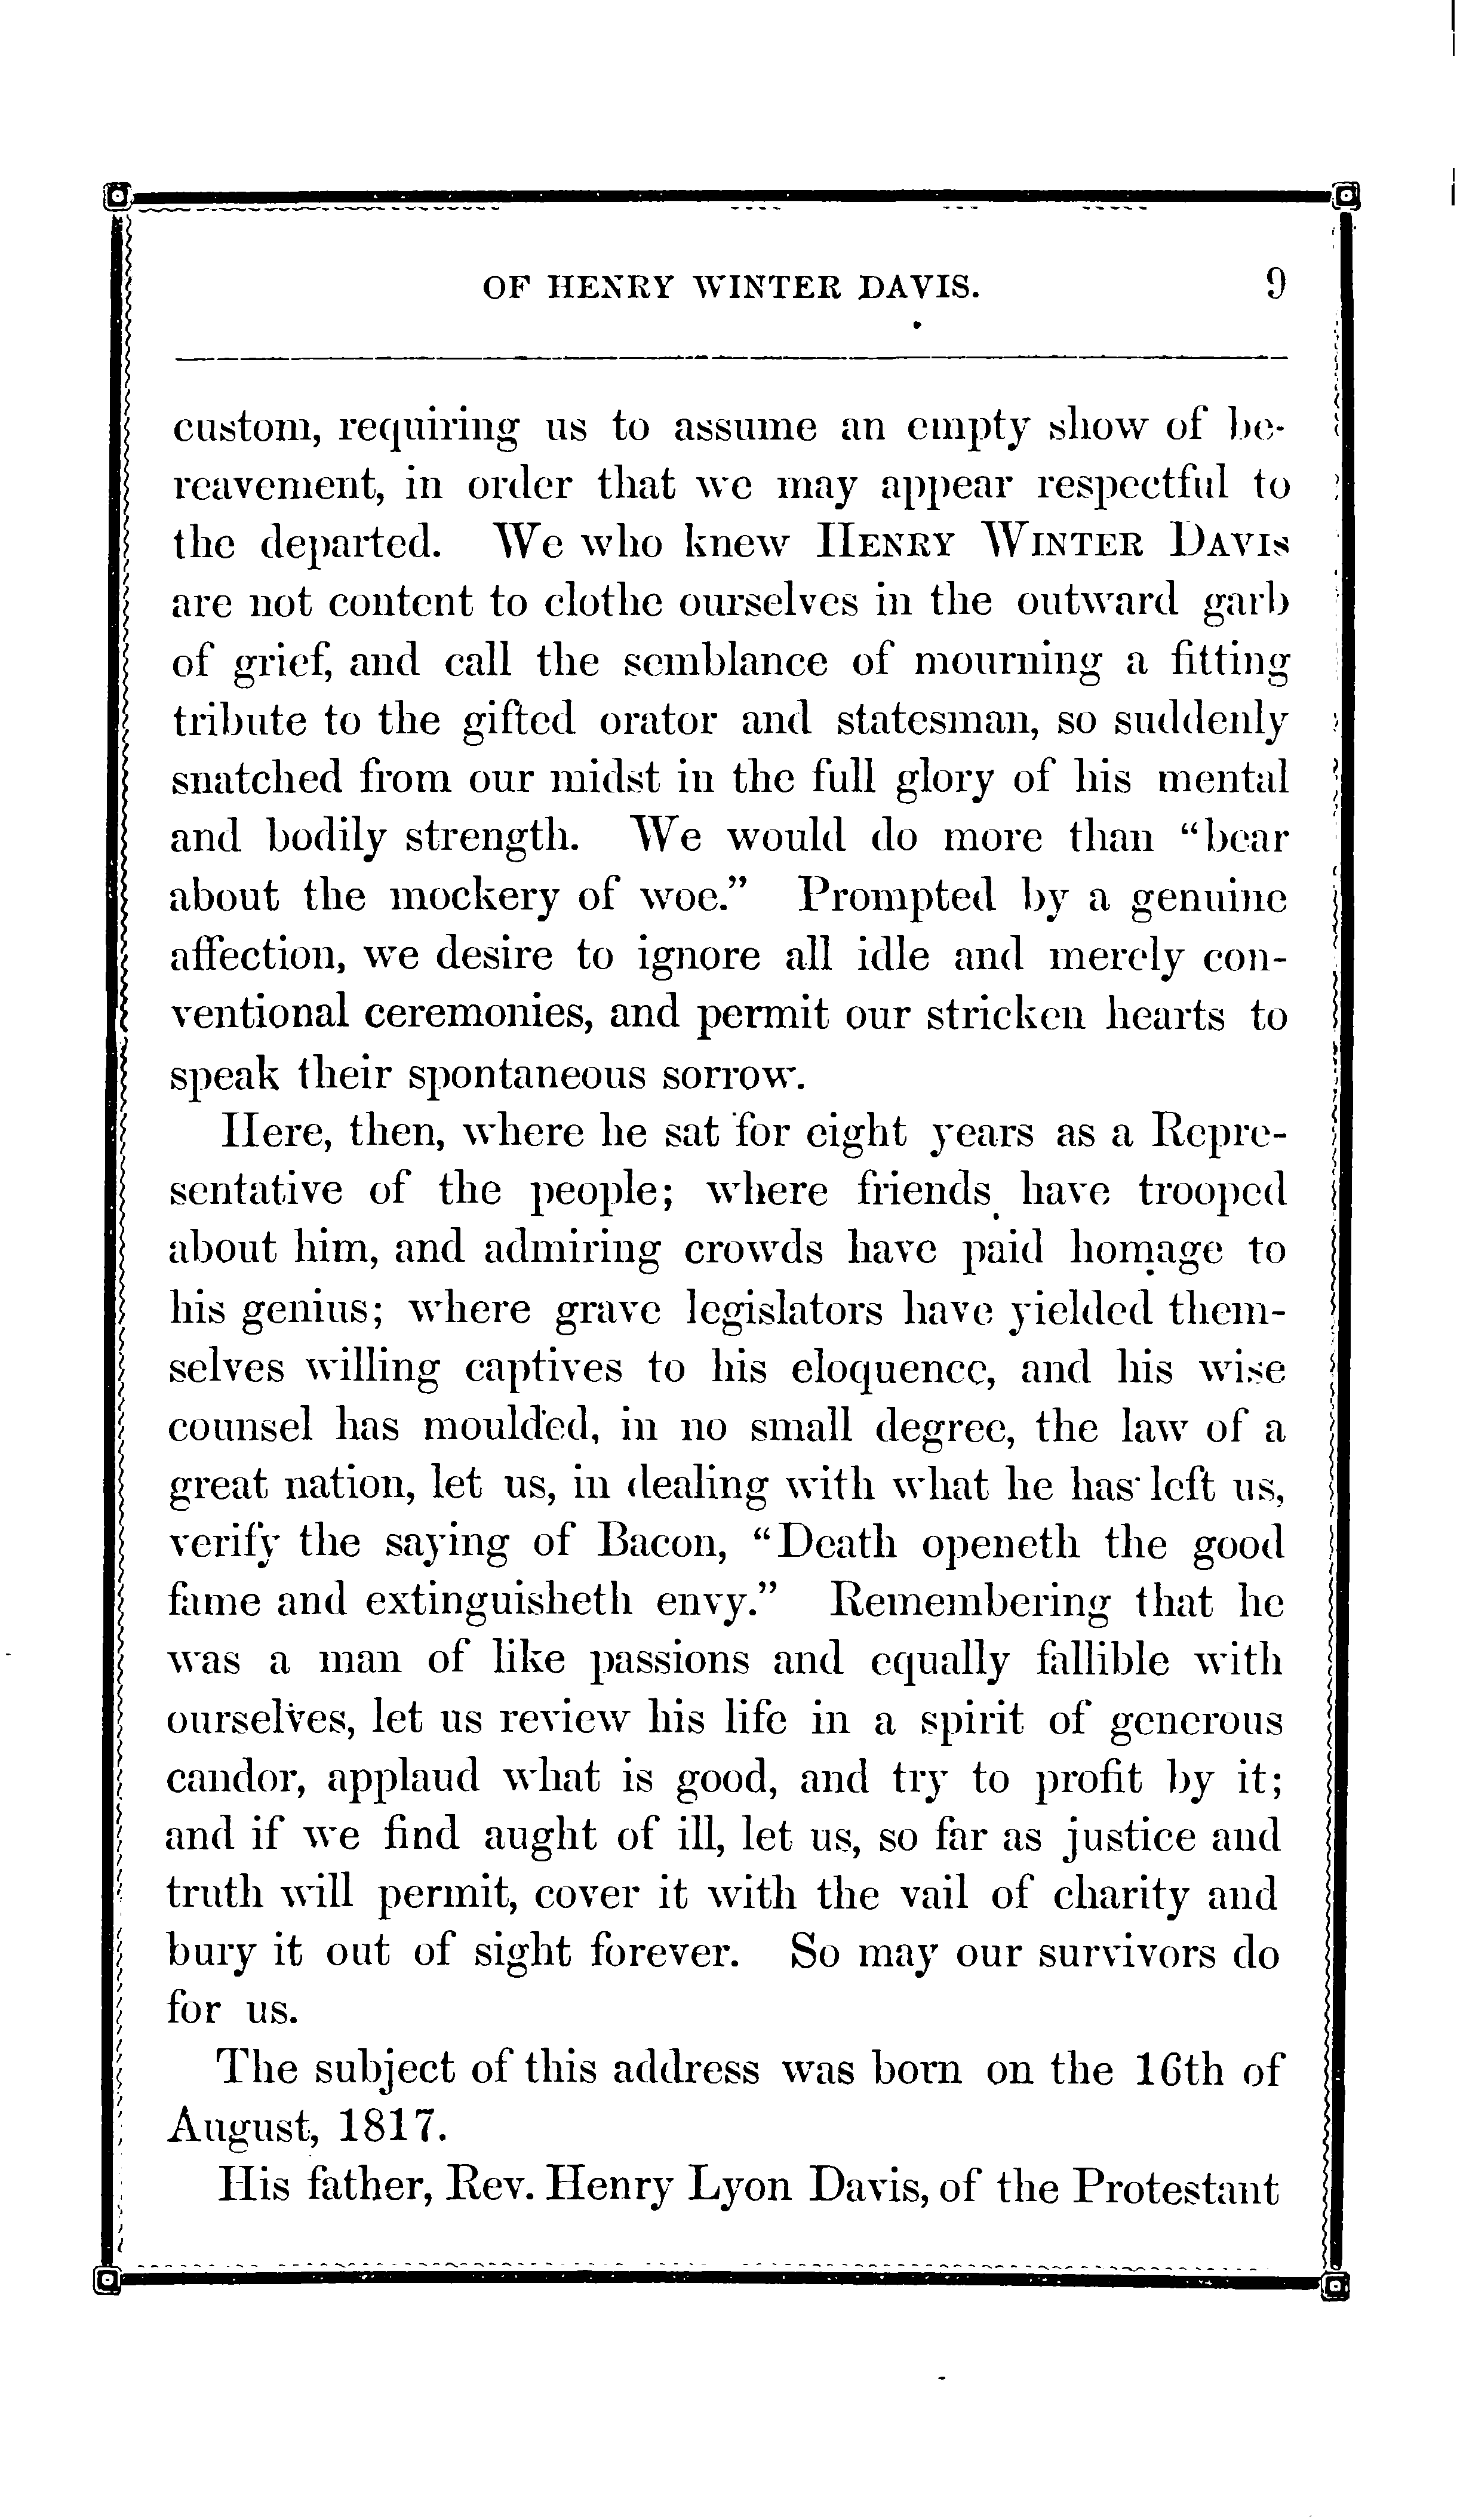 OF HENRY WINTER DAVIS. 9
custom, requiring us to assume an empty show of be-
reavement, in order that we may appear respectful to
the departed. We who knew HENRY WINTER DAVIS
are not content to clothe ourselves in the outward garb
of grief, and call the semblance of mourning a fitting
tribute to the gifted orator and statesman, so suddenly
snatched from our midst in the full glory of his mental
and bodily strength. We would do more than “bear
about the mockery of woe.” Prompted by a genuine
affection, we desire to ignore all idle and merely con-
ventional ceremonies, and permit our stricken hearts to
speak their spontaneous sorrow.
Here, then, where he sat for eight years as a Repre-
sentative of the people; where friends have trooped
about him, and admiring crowds have paid homage to
his genius; where grave legislators have yielded them-
selves willing captives to his eloquence, and his wise
counsel has moulded, in no small degree, the law of a
great nation, let us, in dealing with what he has left us,
verify the saying of Bacon, “Death openeth the good
fame and extinguisheth envy.” Remembering that he
was a man of like passions and equally fallible with
ourselves, let us review his life in a spirit of generous
candor, applaud what is good, and try to profit by it;
and if we find aught of ill, let us, so far as justice and
truth will permit, cover it with the vail of charity and
bury it out of sight forever. So may our survivors do
for us.
The subject of this address was born on the 16th of
August, 1817.
His father, Rev. Henry Lyon Davis, of the Protestant